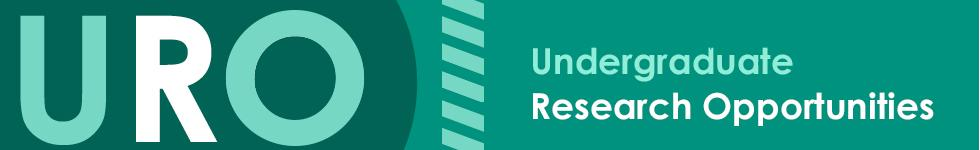 URO
Undergraduate
Research Opportunities